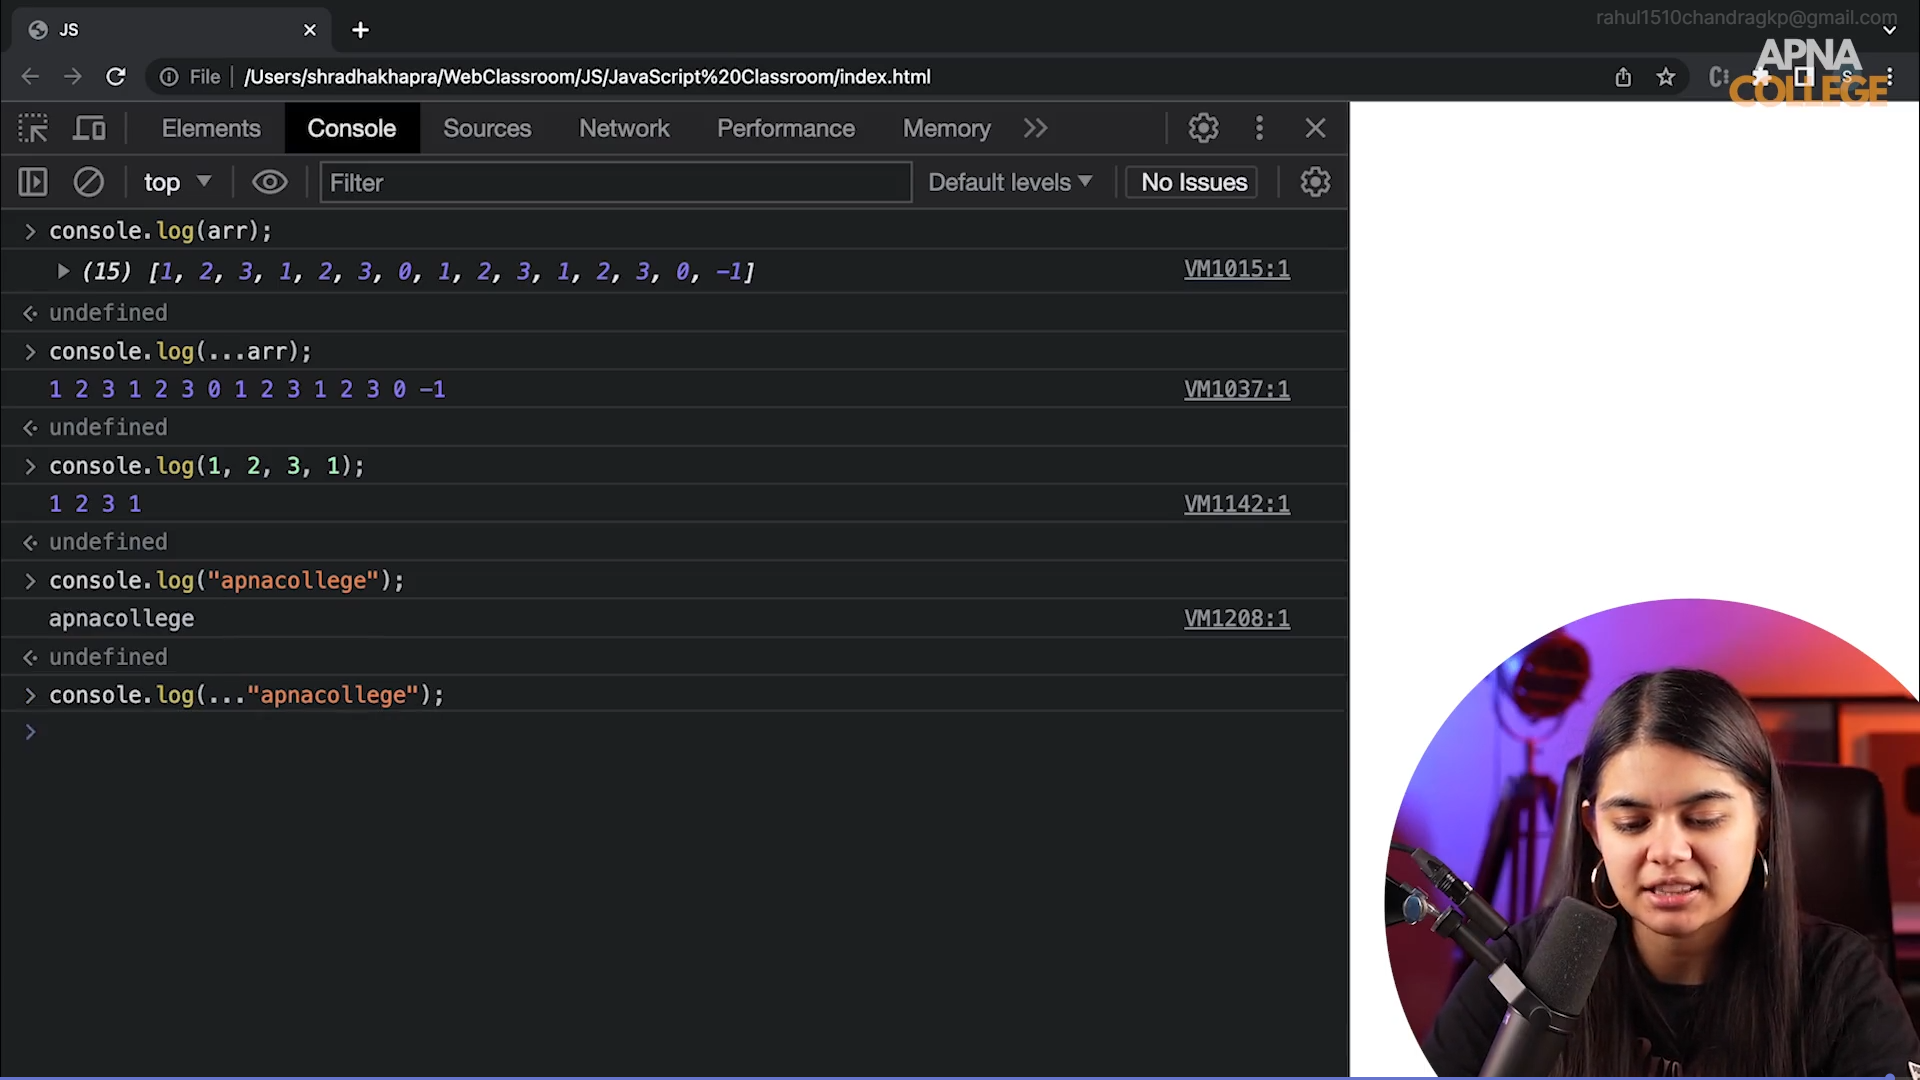 rahul1510chandragkp@gmail.com
JS
APNA
COLLEGE
File
/Users/shradhakhapra/WebClassroom/JS/JavaScript%20Classroom/index.html
Elements Console Sources Network Performance Memory
top Filter Default levels No Issues
console.log(arr);
(15) [1, 2, 3, 1, 2, 3, 0, 1, 2, 3, 1, 2, 3, 0, −1] VM1015:1
undefined
console.log(...arr);
1 2 3 1 2 3 0 1 2 3 1 2 3 0 −1 VM1037:1
undefined
console.log(1, 2, 3, 1);
1 2 3 1 VM1142:1
undefined
console.log("apnacollege");
apnacollege VM1208:1
undefined
console.log(..."apnacollege");